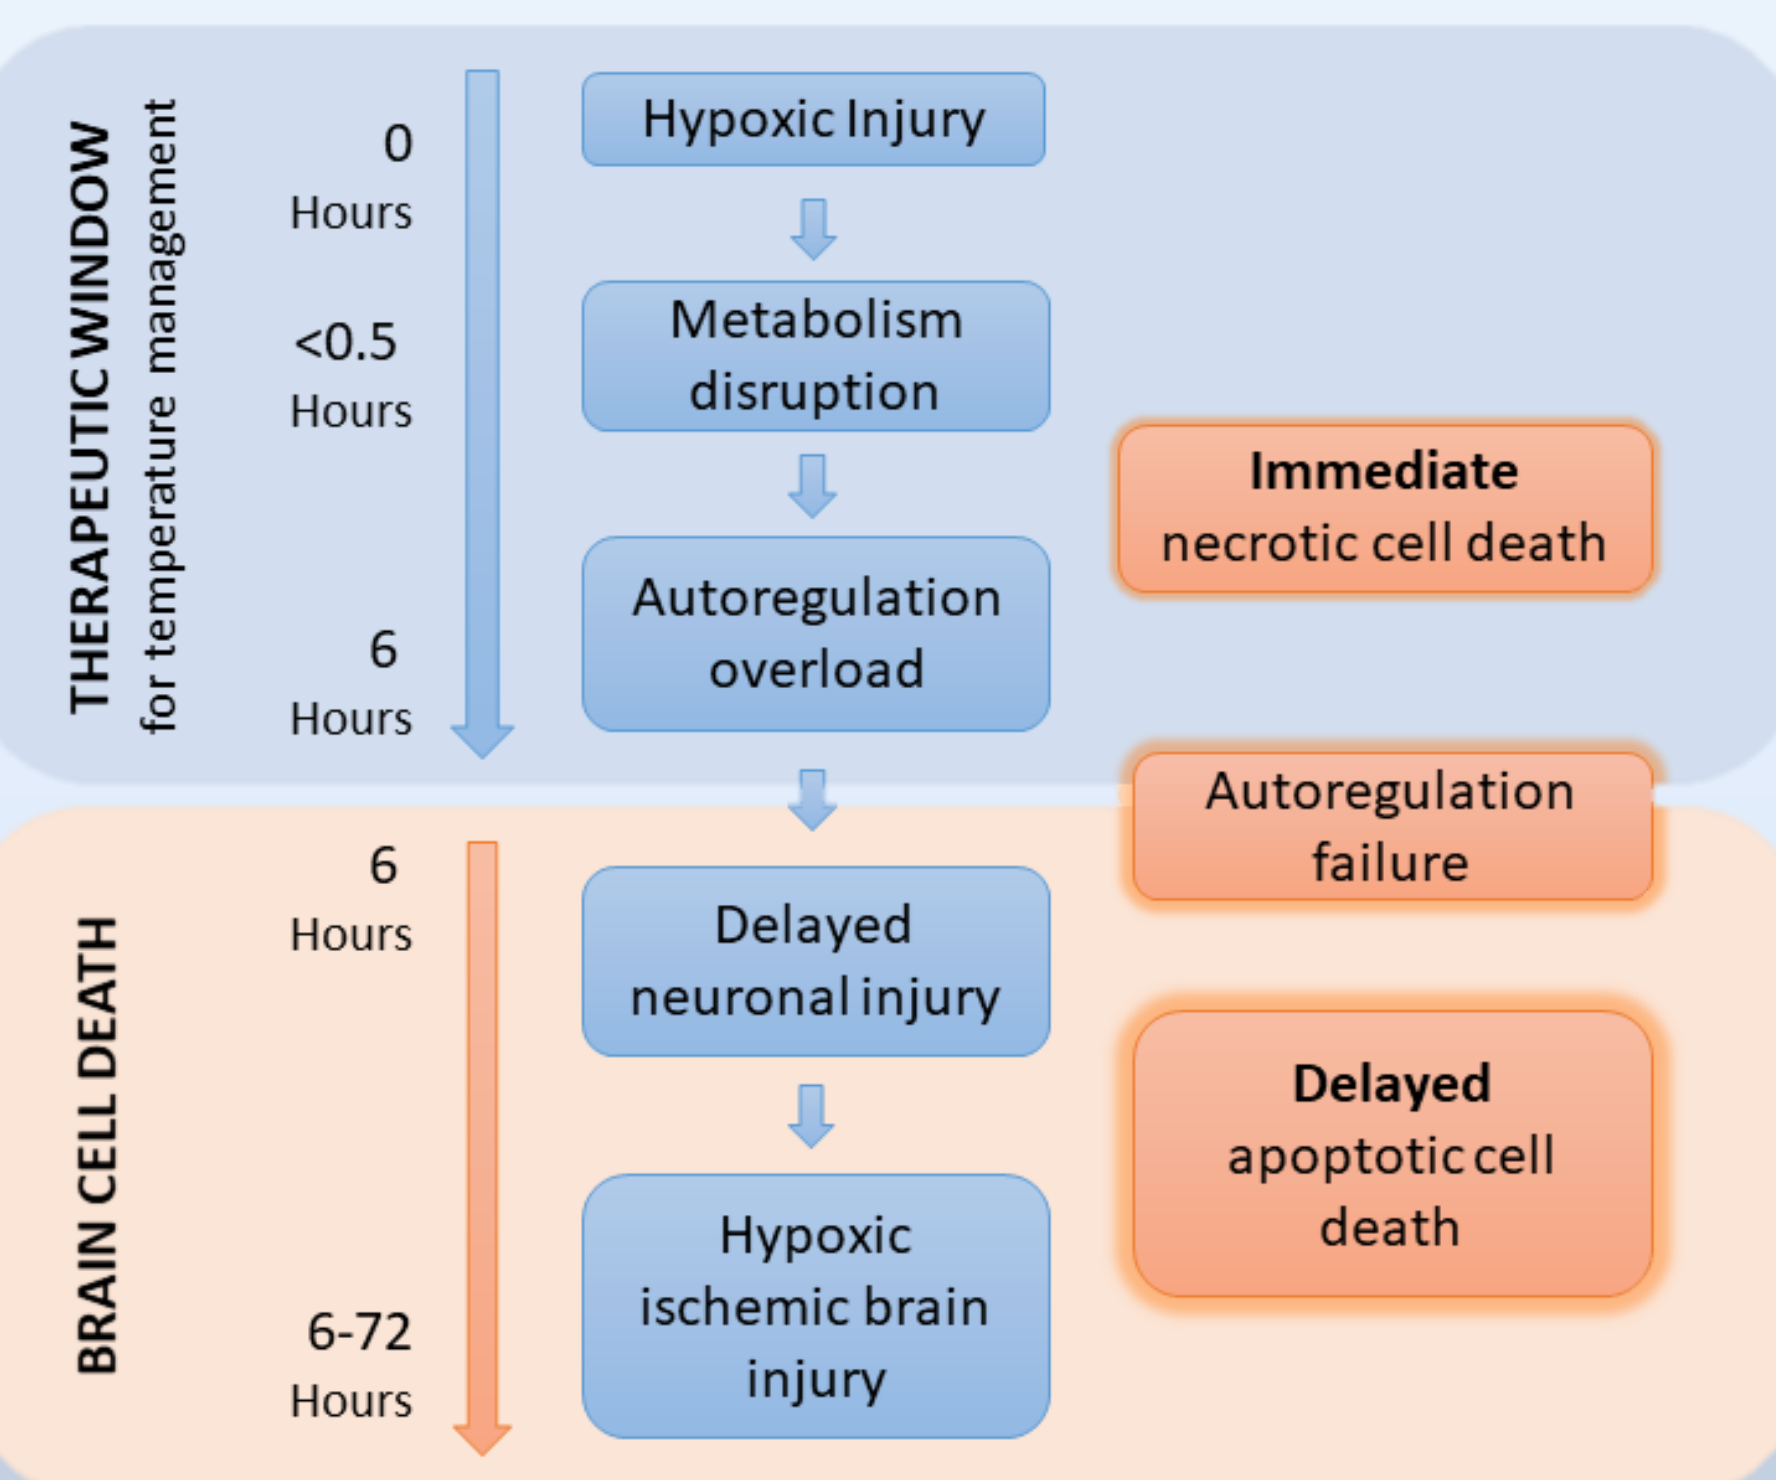 THERAPEUTIC WINDOW
for temperature management
0
Hours
Hypoxic Injury
<0.5
Hours
Metabolism
disruption
Immediate
necrotic cell death
6
Hours
Autoregulation
overload
Autoregulation
failure
BRAIN CELL DEATH
6
Hours
Delayed
neuronal injury
Delayed
apoptotic cell
death
6-72
Hours
Hypoxic
ischemic brain
injury